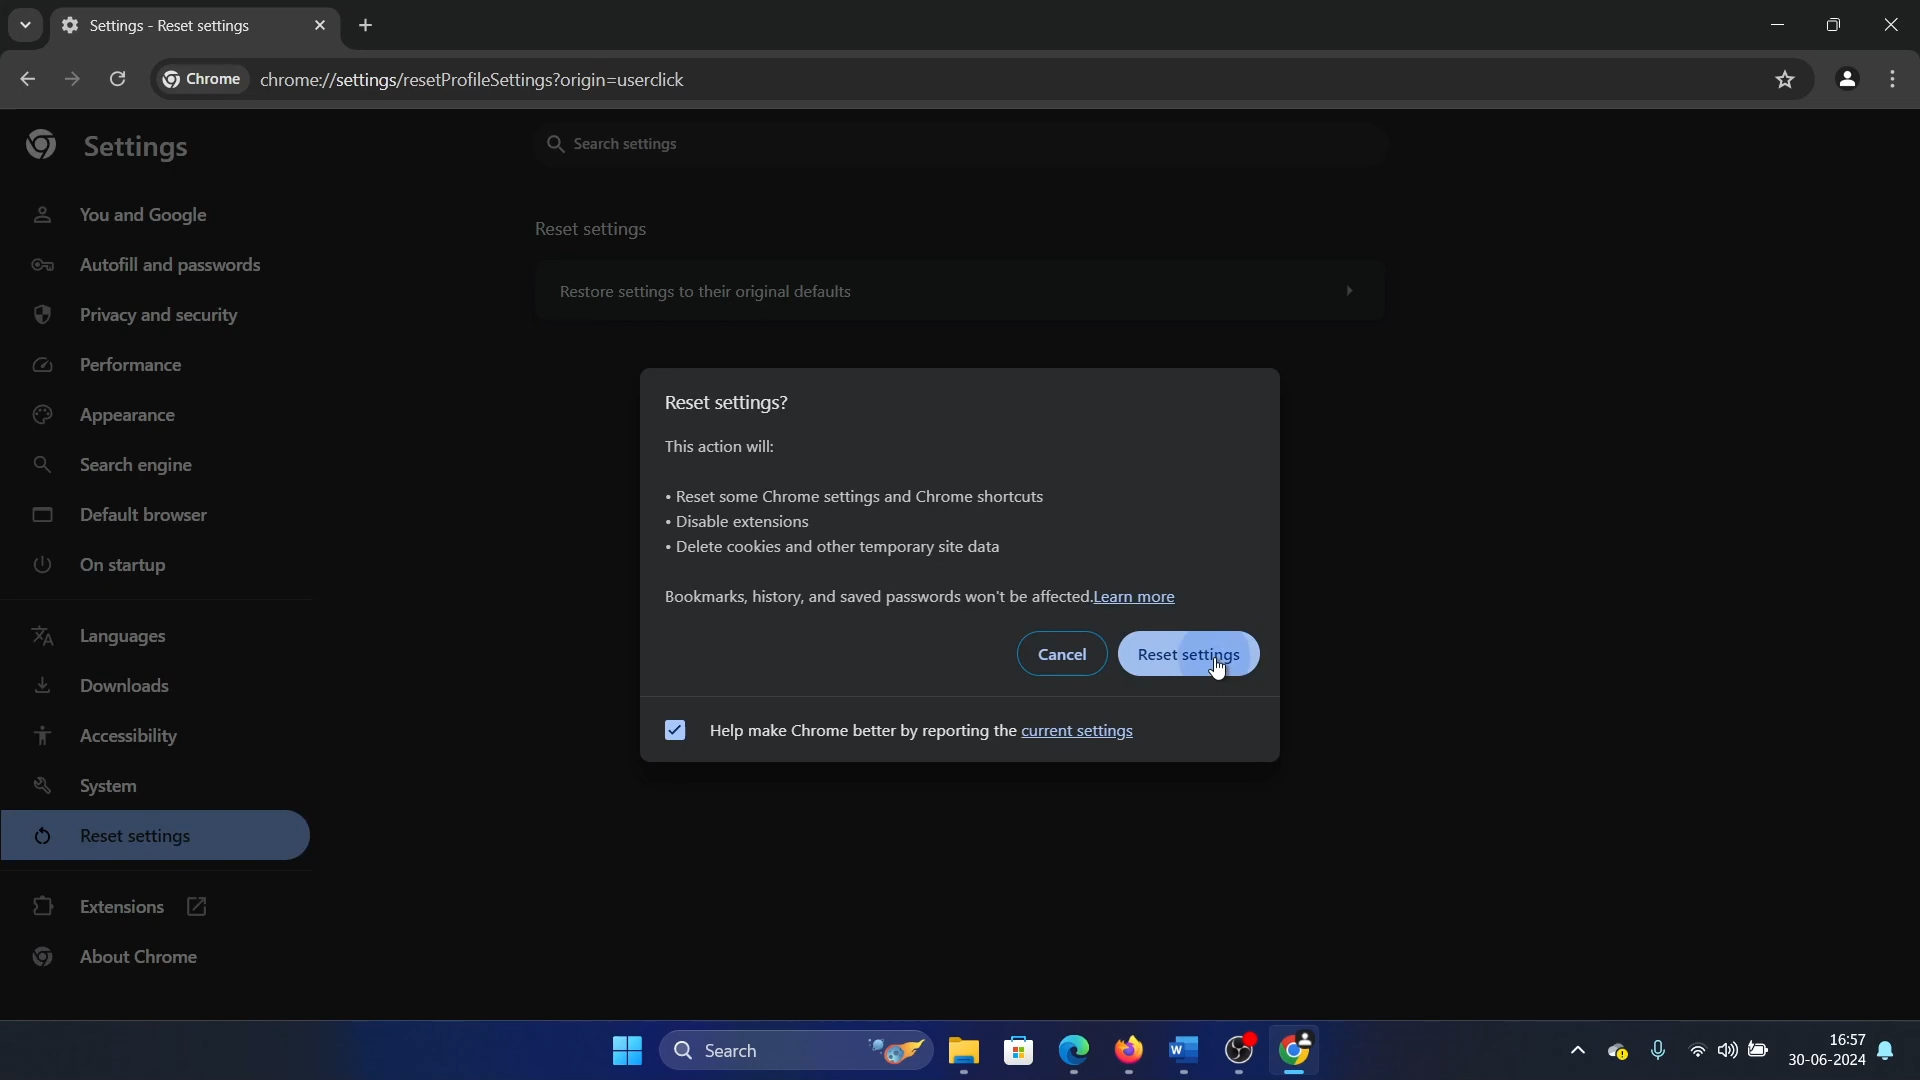 Settings - Reset settings
Chrome
chrome://settings/resetProfileSettings?origin=userclick
Settings
Search settings
You and Google
Autofill and passwords
Privacy and security
Performance
Appearance
Search engine
Default browser
On startup
Languages
Downloads
Accessibility
System
Reset settings
Extensions
About Chrome
Reset settings
Restore settings to their original defaults
Reset settings?
This action will:
• Reset some Chrome settings and Chrome shortcuts
• Disable extensions
• Delete cookies and other temporary site data
Bookmarks, history, and saved passwords won't be affected.Learn more
Cancel
Reset settings
Help make Chrome better by reporting the current settings
Search
16:57
30-06-2024